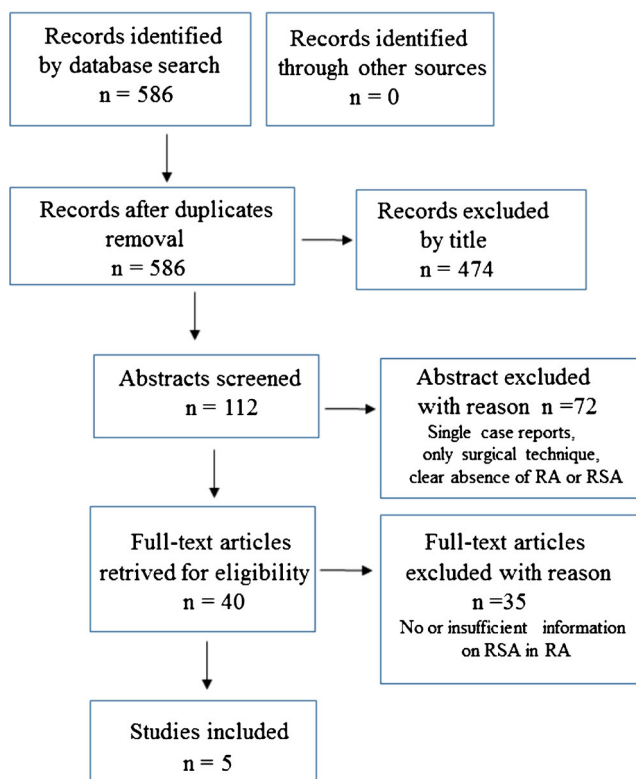 Records identified
by database search
n = 586
Records identified
through other sources
n = 0
Records after duplicates
removal
n = 586
Records excluded
by title
n = 474
Abstracts screened
n = 112
Abstract excluded
with reason n =72
Single case reports,
only surgical technique,
clear absence of RA or RSA
Full-text articles
retrived for eligibility
n = 40
Full-text articles
excluded with reason
n =35
No or insufficient information
on RSA in RA
Studies included
n = 5